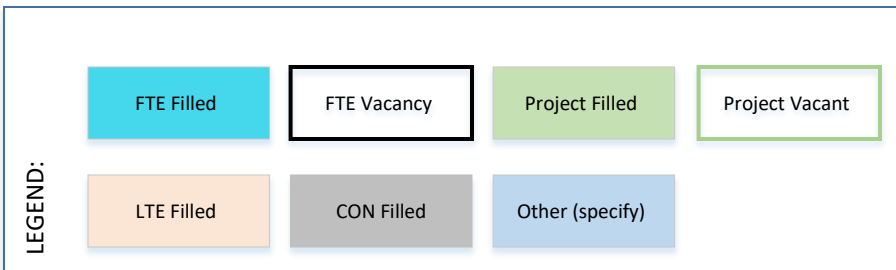 LEGEND:
FTE Filled
FTE Vacancy
Project Filled
Project Vacant
LTE Filled
CON Filled
Other (specify)